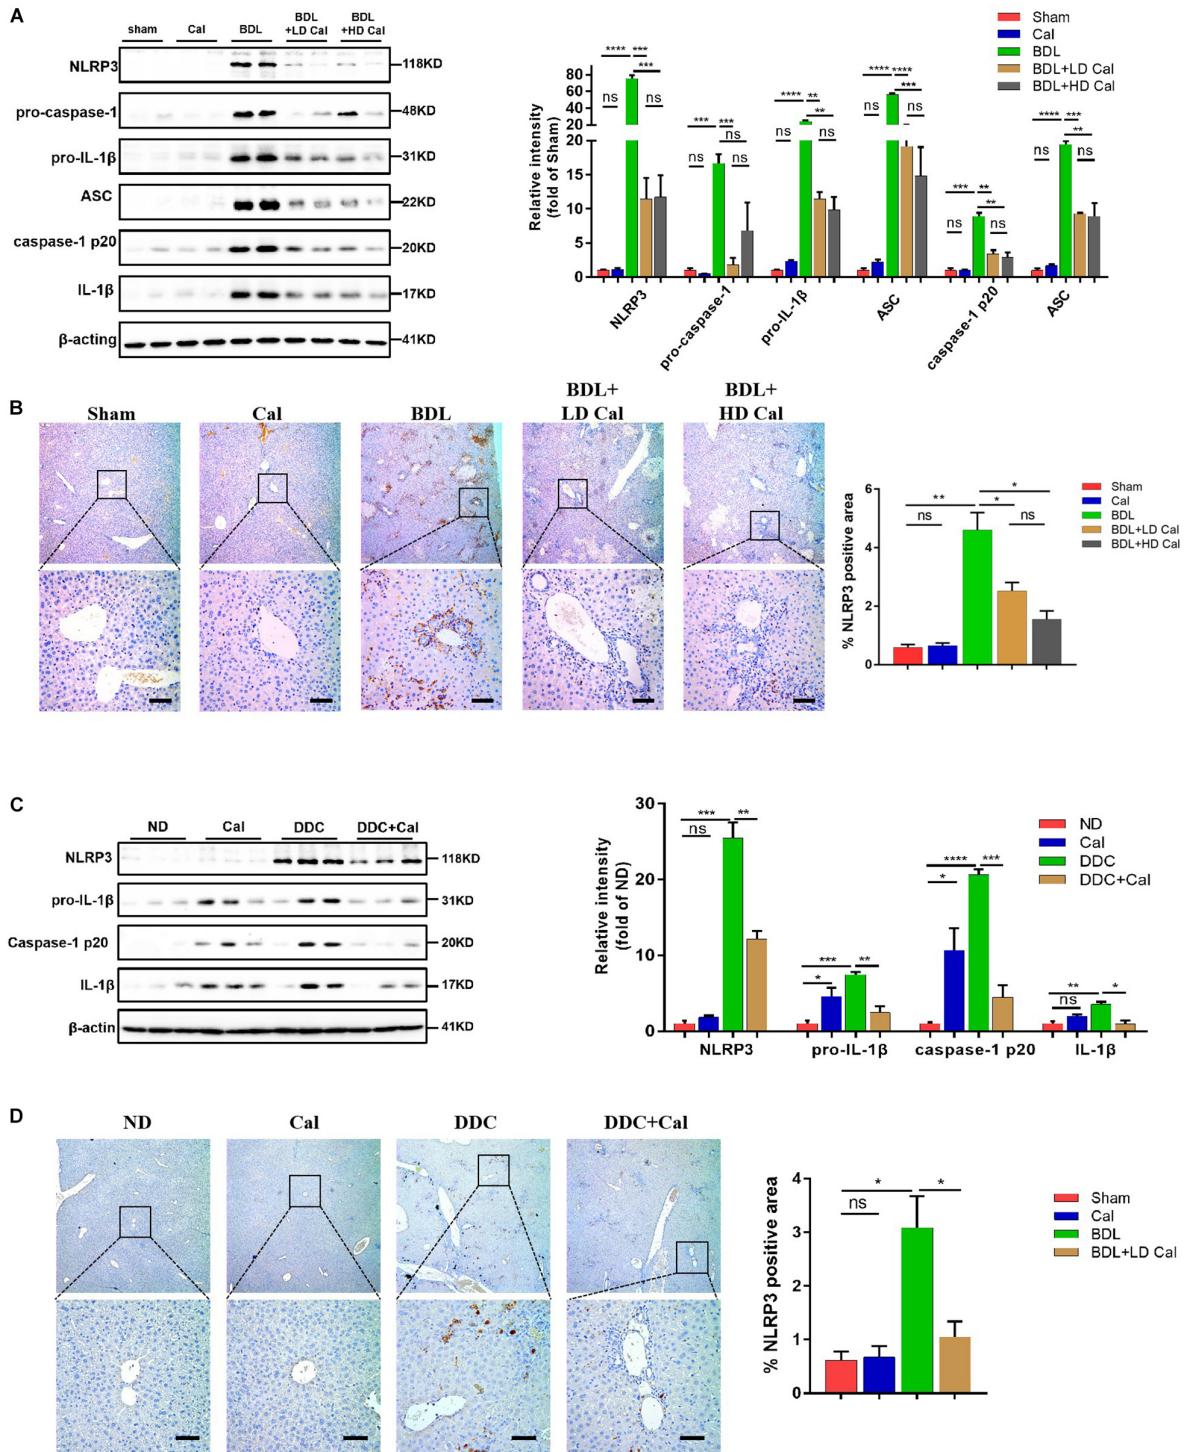 A
sham Cal BDL BDL +LD Cal BDL +HD Cal
NLRP3 118KD
pro-caspase-1 48KD
pro-IL-1β 31KD
ASC 22KD
caspase-1 p20 20KD
IL-1β 17KD
β-acting 41KD
Sham
Cal
BDL
BDL+LD Cal
BDL+HD Cal
Relative intensity
(fold of Sham)
80
60
40
20
20
15
10
5
0
**** *** *** ns ns
*** *** ns ns ns
**** ** ** ns ns
**** **** *** ns ns
*** ** ** ns ns
**** *** ** ns ns
NLRP3 pro-caspase-1 pro-IL-1β ASC caspase-1 p20 ASC
B
Sham Cal BDL BDL+ LD Cal BDL+ HD Cal
% NLRP3 positive area
6
4
2
0
*
** *
ns ns
Sham
Cal
BDL
BDL+LD Cal
BDL+HD Cal
C
ND Cal DDC DDC+Cal
NLRP3 118KD
pro-IL-1β 31KD
Caspase-1 p20 20KD
IL-1β 17KD
β-actin 41KD
Relative intensity
(fold of ND)
30
20
10
0
*** ** ns
*** ** *
**** *** *
** * ns
NLRP3 pro-IL-1β caspase-1 p20 IL-1β
ND
Cal
DDC
DDC+Cal
D
ND Cal DDC DDC+Cal
% NLRP3 positive area
4
3
2
1
0
* *
ns
Sham
Cal
BDL
BDL+LD Cal